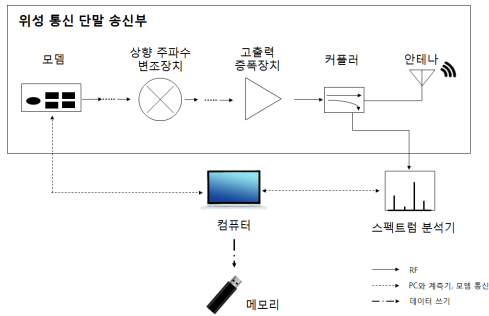 위성 통신 단말 송신부
모뎀
상향 주파수
변조장치
고출력
증폭장치
커플러
안테나
컴퓨터
스펙트럼 분석기
메모리
RF
PC와 계측기, 모뎀 통신
데이터 쓰기